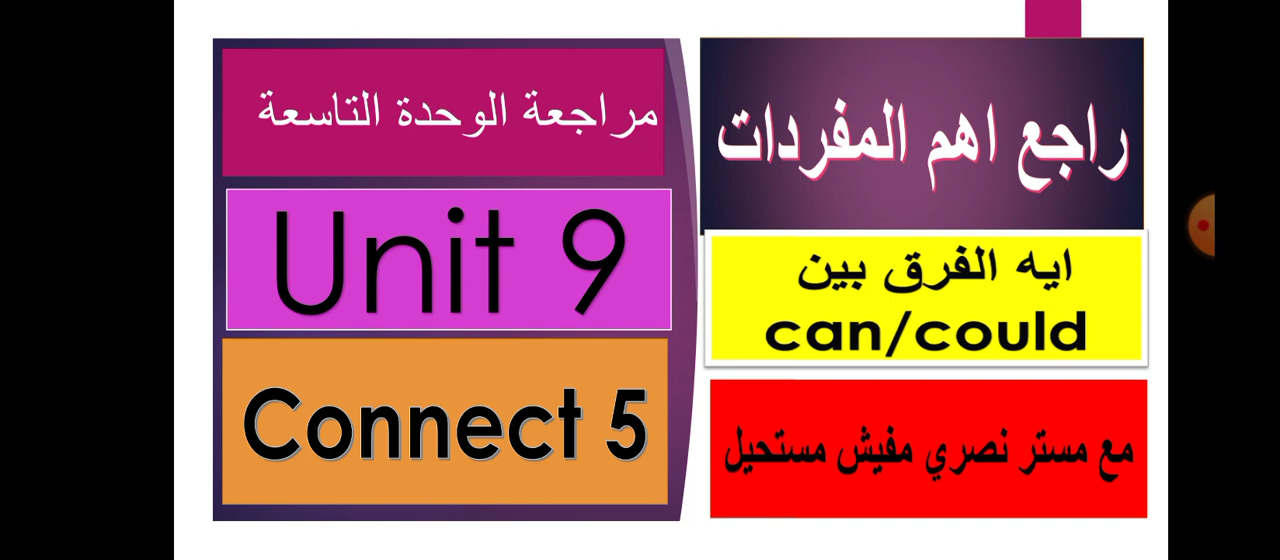 مراجعة الوحدة التاسعة
Unit 9
Connect 5
راجع اهم المفردات
ايه الفرق بين
can/could
مع مستر نصري مفيش مستحيل